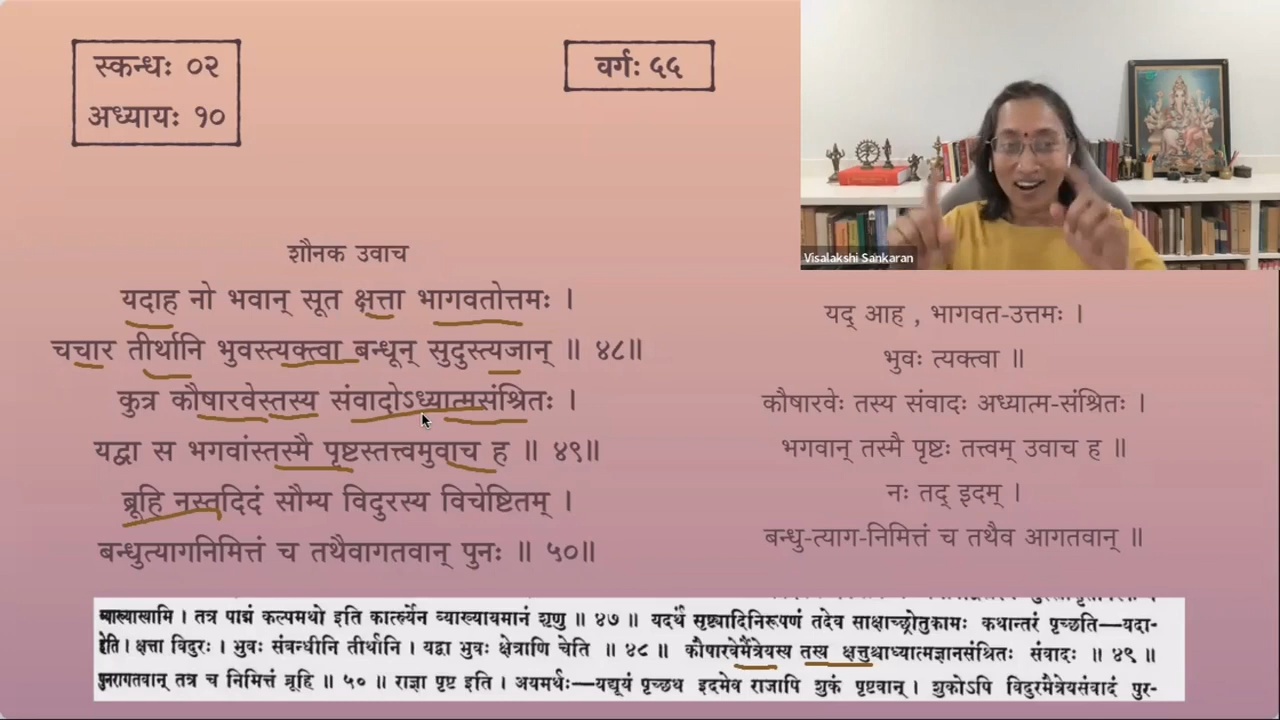 स्कन्धः ०२
अध्यायः १०
वर्गः ५५
Visalakshi Sankaran
शौनक उवाच
यदाह नो भवान् सूत क्षत्ता भागवतोत्तमः ।
चचार तीर्थानि भुवस्त्यक्त्वा बन्धून् सुदुस्त्यजान् ॥ ४८॥
कुत्र कौषारवेस्तस्य संवादोऽध्यात्मसंश्रितः ।
यद्वा स भगवांस्तस्मै पृष्टस्तत्त्वमुवाच ह ॥ ४९॥
ब्रूहि नस्तदिदं सौम्य विदुरस्य विचेष्टितम् ।
बन्धुत्यागनिमित्तं च तथैवागतवान् पुनः ॥ ५०॥
यद् आह , भागवत-उत्तमः ।
भुवः त्यक्त्वा ॥
कौषारवेः तस्य संवादः अध्यात्म-संश्रितः ।
भगवान् तस्मै पृष्टः तत्त्वम् उवाच ह ॥
नः तद् इदम् ।
बन्धु-त्याग-निमित्तं च तथैव आगतवान् ॥
व्याख्यास्यामि । तत्र पाद्मं कल्पमथो इति कार्त्स्न्येन व्याख्यायमानं शृणु ॥ ४७ ॥ यदर्थं सृष्ट्यादिनिरूपणं तदेव साक्षाच्छ्रोतुकामः कथान्तरं पृच्छति—यदा-
हेति । क्षत्ता विदुरः । भुवः संबन्धीनि तीर्थानि । यद्वा भुवः क्षेत्राणि चेति ॥ ४८ ॥ कौषारवेर्मैत्रेयस्य तस्य क्षत्तुश्चाध्यात्मज्ञानसंश्रितः संवादः ॥ ४९ ॥
पुनरागतवान् तत्र च निमित्तं ब्रूहि ॥ ५० ॥ राज्ञा पृष्ट इति । अयमर्थः—यद्यूयं पृच्छथ इदमेव राजापि शुकं पृष्टवान् । शुकोऽपि विदुरमैत्रेयसंवादं पुर-